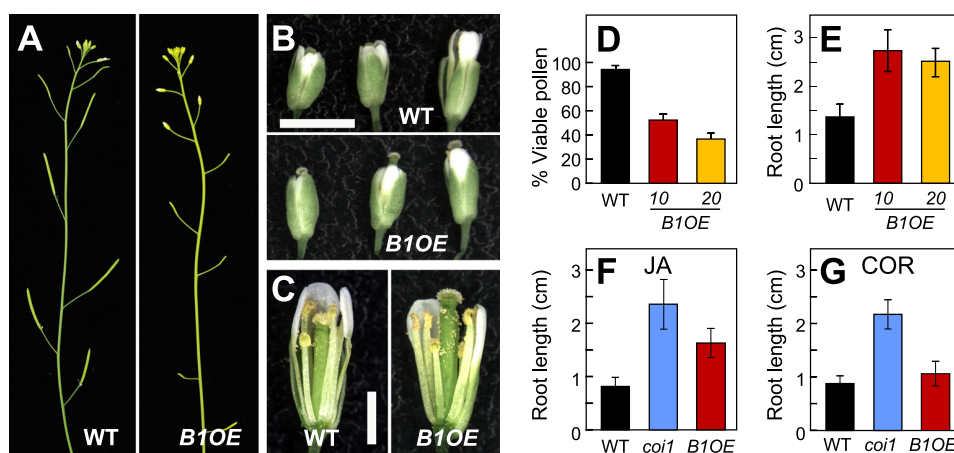 A
WT
B1OE
B
WT
B1OE
C
WT
B1OE
D
% Viable pollen
100
80
60
40
20
0
WT
10
20
B1OE
E
Root length (cm)
3
2
1
0
WT
10
20
B1OE
F
JA
Root length (cm)
3
2
1
0
WT
coi1
B1OE
G
COR
Root length (cm)
3
2
1
0
WT
coi1
B1OE